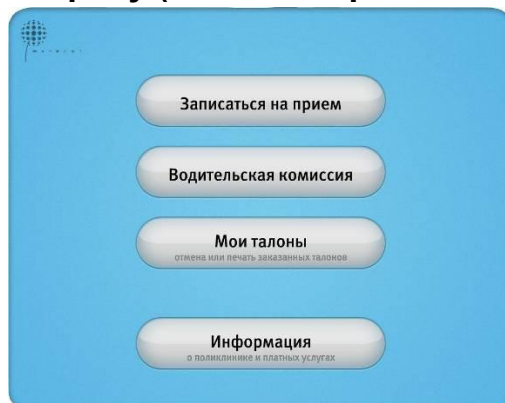 Записаться на прием
Водительская комиссия
Мои талоны
отмена или печать заказанных талонов
Информация
о поликлинике и платных услугах